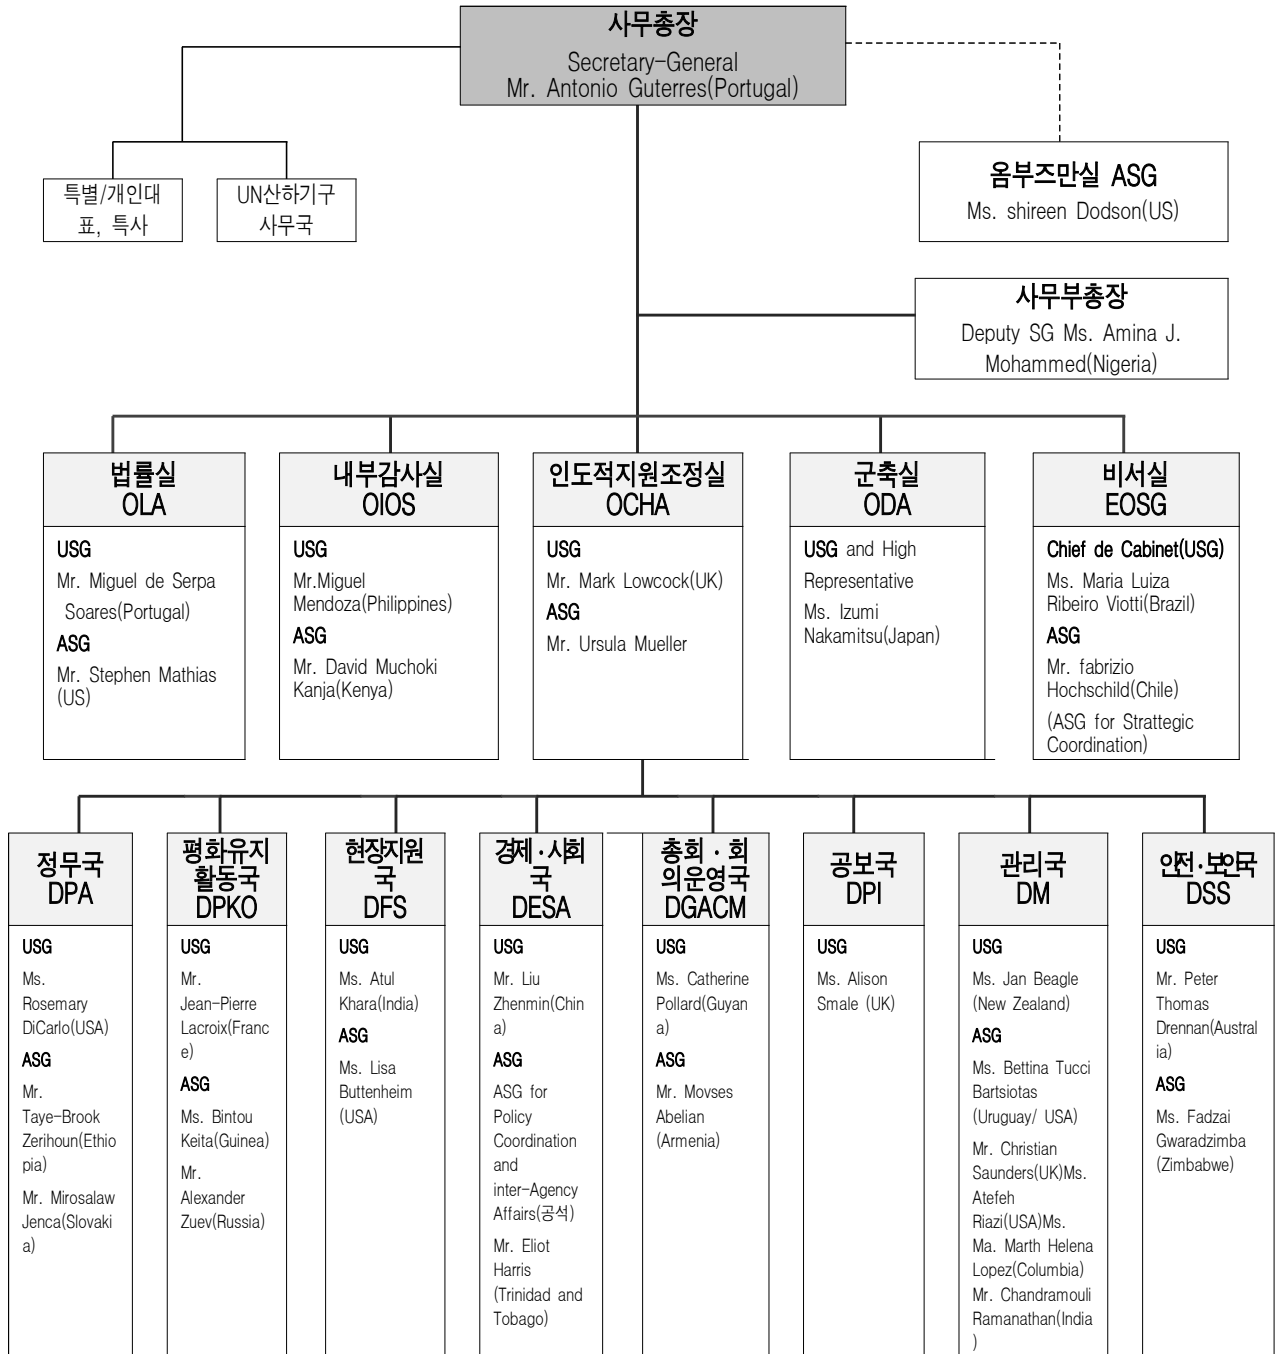 사무총장
Secretary-General
Mr. Antonio Guterres(Portugal)
특별/개인대
표, 특사
UN산하기구
사무국
옴부즈만실 ASG
Ms. shireen Dodson(US)
사무부총장
Deputy SG Ms. Amina J.
Mohammed(Nigeria)
법률실
OLA
USG
Mr. Miguel de Serpa
Soares(Portugal)
ASG
Mr. Stephen Mathias
(US)
내부감사실
OIOS
USG
Mr.Miguel
Mendoza(Philippines)
ASG
Mr. David Muchoki
Kanja(Kenya)
인도적지원조정실
OCHA
USG
Mr. Mark Lowcock(UK)
ASG
Mr. Ursula Mueller
군축실
ODA
USG and High
Representative
Ms. Izumi
Nakamitsu(Japan)
비서실
EOSG
Chief de Cabinet(USG)
Ms. Maria Luiza
Ribeiro Viotti(Brazil)
ASG
Mr. fabrizio
Hochschild(Chile)
(ASG for Strattegic
Coordination)
정무국
DPA
USG
Ms.
Rosemary
DiCarlo(USA)
ASG
Mr.
Taye-Brook
Zerihoun(Ethio
pia)
Mr. Mirosalaw
Jenca(Slovaki
a)
평화유지
활동국
DPKO
USG
Mr.
Jean-Pierre
Lacroix(Franc
e)
ASG
Ms. Bintou
Keita(Guinea)
Mr.
Alexander
Zuev(Russia)
현장지원
국
DFS
USG
Ms. Atul
Khara(India)
ASG
Ms. Lisa
Buttenheim
(USA)
경제·사회
국
DESA
USG
Mr. Liu
Zhenmin(Chin
a)
ASG
ASG for
Policy
Coordination
and
inter-Agency
Affairs(공석)
Mr. Eliot
Harris
(Trinidad and
Tobago)
총회·회
의운영국
DGACM
USG
Ms. Catherine
Pollard(Guyan
a)
ASG
Mr. Movses
Abelian
(Armenia)
공보국
DPI
USG
Ms. Alison
Smale (UK)
관리국
DM
USG
Ms. Jan Beagle
(New Zealand)
ASG
Ms. Bettina Tucci
Bartsiotas
(Uruguay/ USA)
Mr. Christian
Saunders(UK)Ms.
Atefeh
Riazi(USA)Ms.
Ma. Marth Helena
Lopez(Columbia)
Mr. Chandramouli
Ramanathan(India
)
안전·보안국
DSS
USG
Mr. Peter
Thomas
Drennan(Austral
ia)
ASG
Ms. Fadzai
Gwaradzimba
(Zimbabwe)